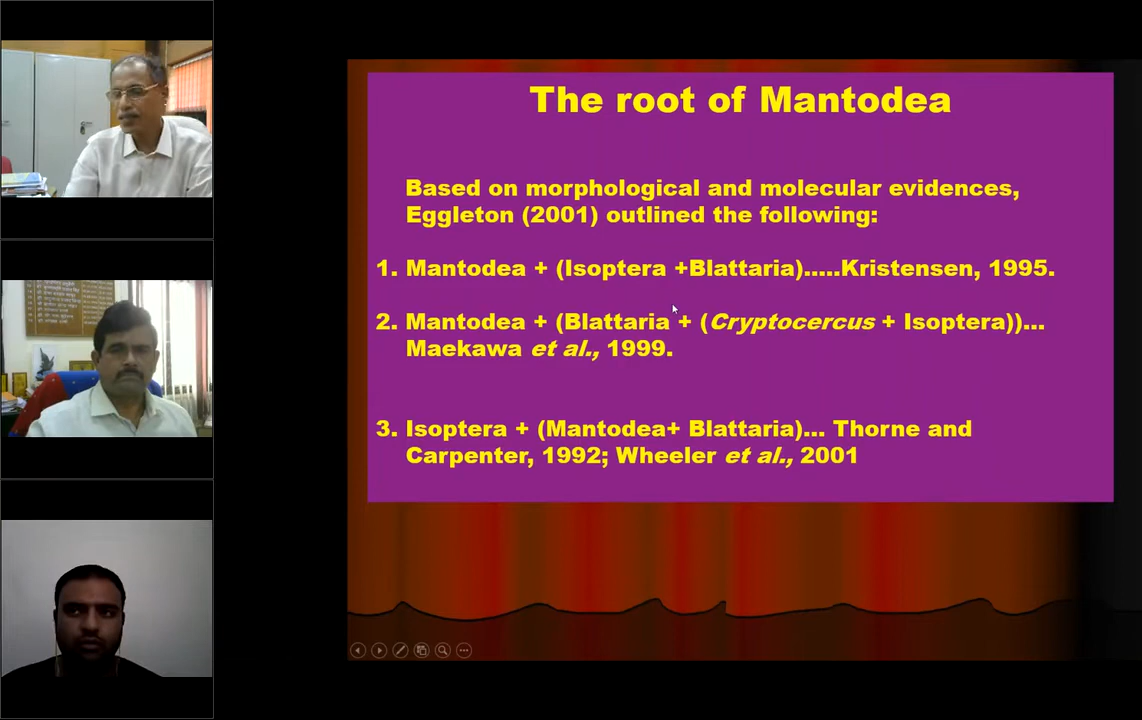 The root of Mantodea
Based on morphological and molecular evidences,
Eggleton (2001) outlined the following:
1. Mantodea + (Isoptera +Blattaria).....Kristensen, 1995.
2. Mantodea + (Blattaria + (Cryptocercus + Isoptera))...
Maekawa et al., 1999.
3. Isoptera + (Mantodea+ Blattaria)... Thorne and
Carpenter, 1992; Wheeler et al., 2001